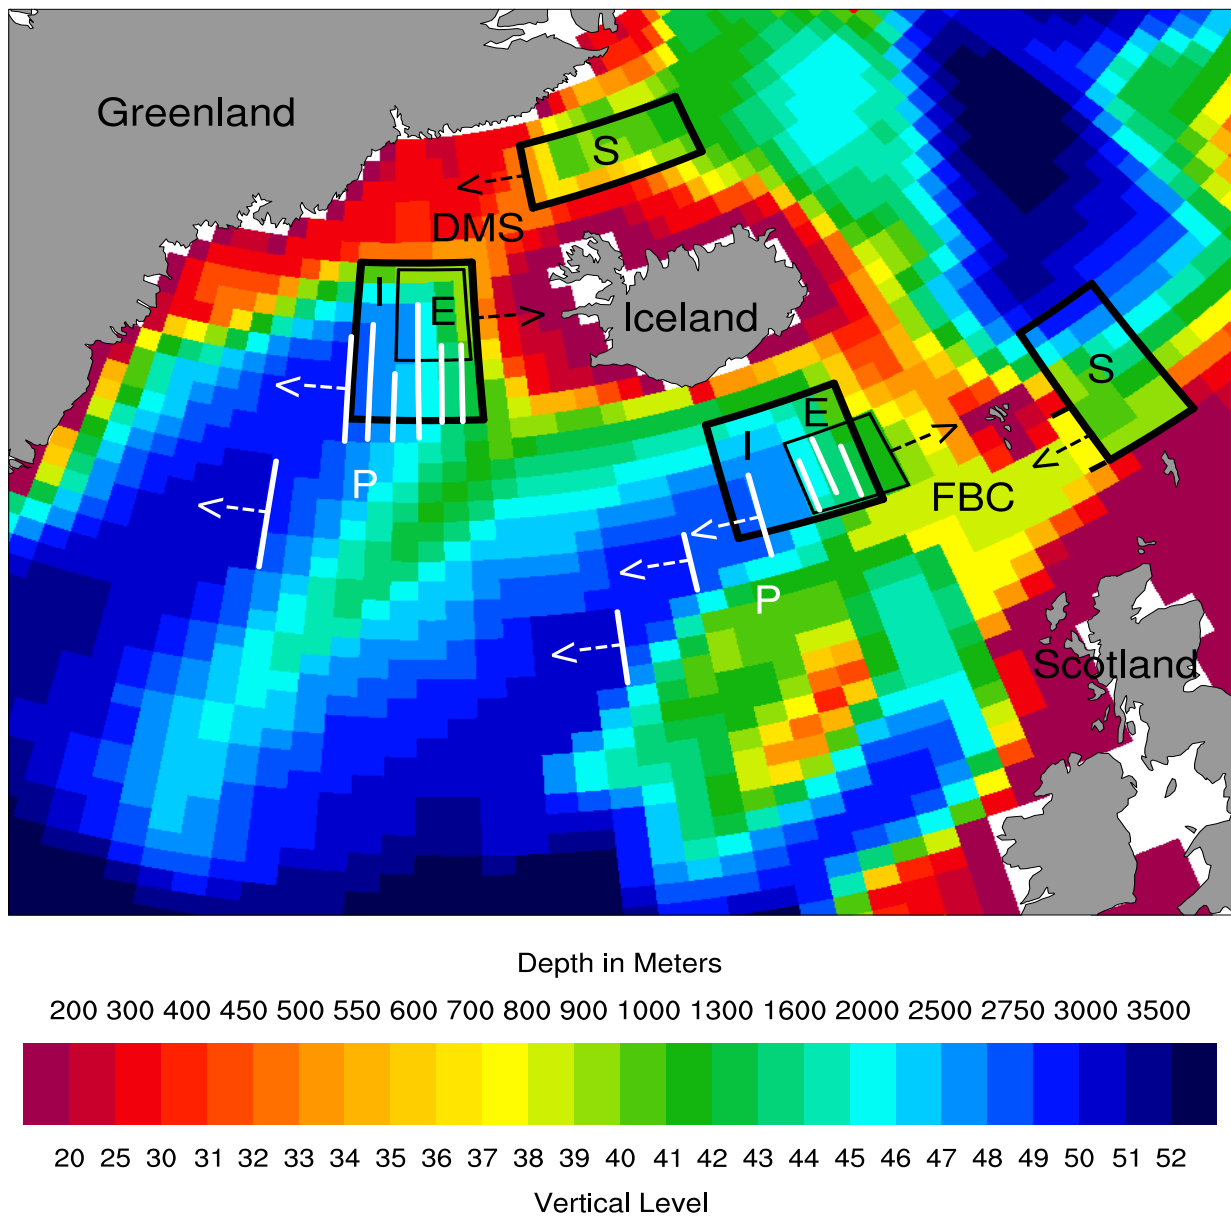 Greenland
S
DMS
I
E
Iceland
S
E
I
P
FBC
P
Scotland
Depth in Meters
200 300 400 450 500 550 600 700 800 900 1000 1300 1600 2000 2500 2750 3000 3500
20 25 30 31 32 33 34 35 36 37 38 39 40 41 42 43 44 45 46 47 48 49 50 51 52
Vertical Level